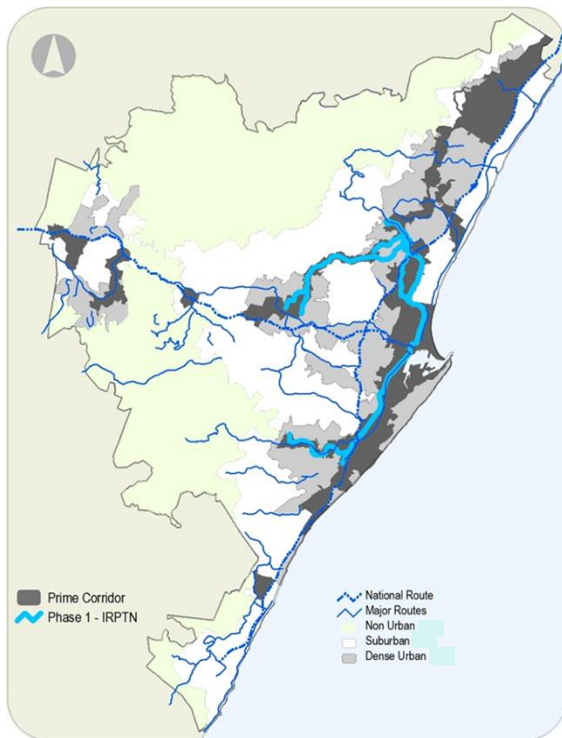 Prime Corridor
Phase 1 - IRPTN
National Route
Major Routes
Non Urban
Suburban
Dense Urban